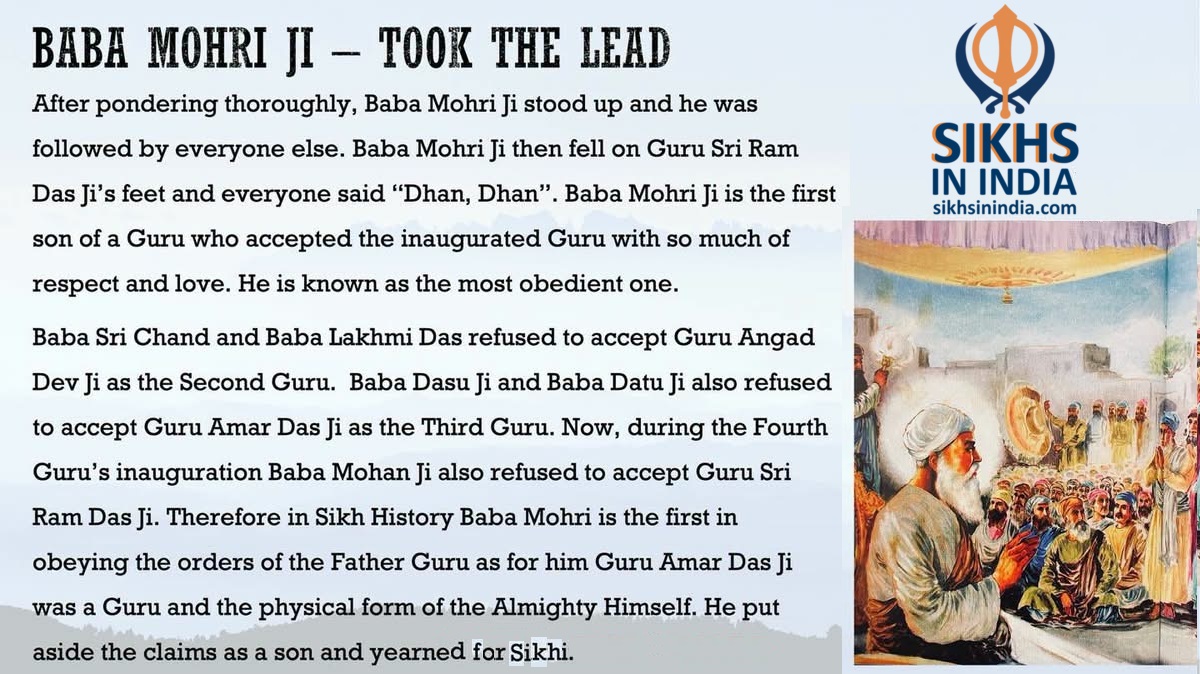 BABA MOHRI JI – TOOK THE LEAD
After pondering thoroughly, Baba Mohri Ji stood up and he was
followed by everyone else. Baba Mohri Ji then fell on Guru Sri Ram
Das Ji’s feet and everyone said “Dhan, Dhan”. Baba Mohri Ji is the first
son of a Guru who accepted the inaugurated Guru with so much of
respect and love. He is known as the most obedient one.
Baba Sri Chand and Baba Lakhmi Das refused to accept Guru Angad
Dev Ji as the Second Guru.  Baba Dasu Ji and Baba Datu Ji also refused
to accept Guru Amar Das Ji as the Third Guru. Now, during the Fourth
Guru’s inauguration Baba Mohan Ji also refused to accept Guru Sri
Ram Das Ji. Therefore in Sikh History Baba Mohri is the first in
obeying the orders of the Father Guru as for him Guru Amar Das Ji
was a Guru and the physical form of the Almighty Himself. He put
aside the claims as a son and yearned for Sikhi.
SIKHS
IN INDIA
sikhsinindia.com